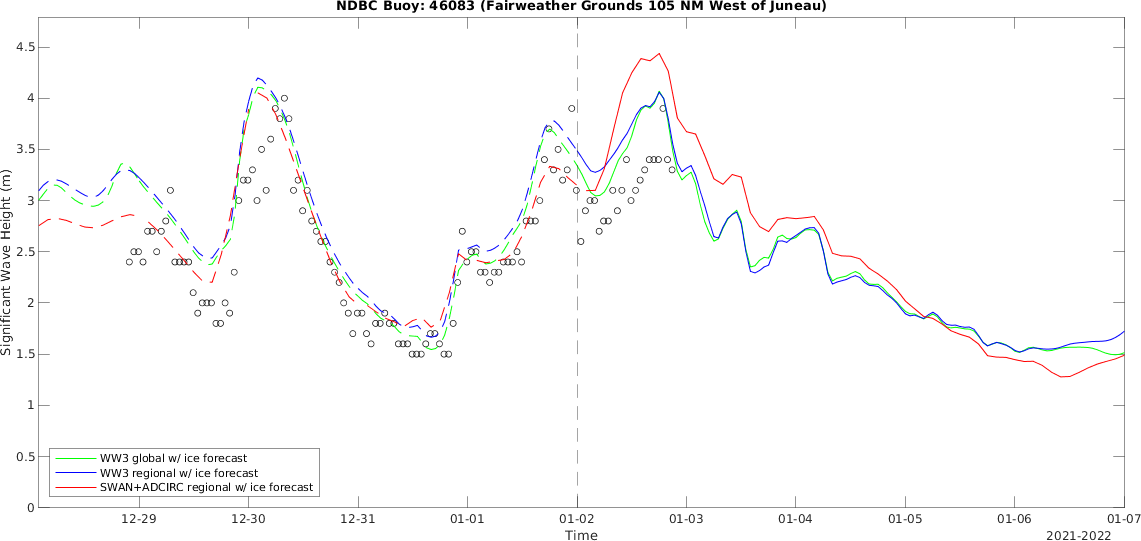 NDBC Buoy: 46083 (Fairweather Grounds 105 NM West of Juneau)
Significant Wave Height (m)
4.5
4
3.5
3
2.5
2
1.5
1
0.5
0
WW3 global w/ ice forecast
WW3 regional w/ ice forecast
SWAN+ADCIRC regional w/ ice forecast
12-29 12-30 12-31 01-01 01-02 01-03 01-04 01-05 01-06 01-07
Time
2021-2022